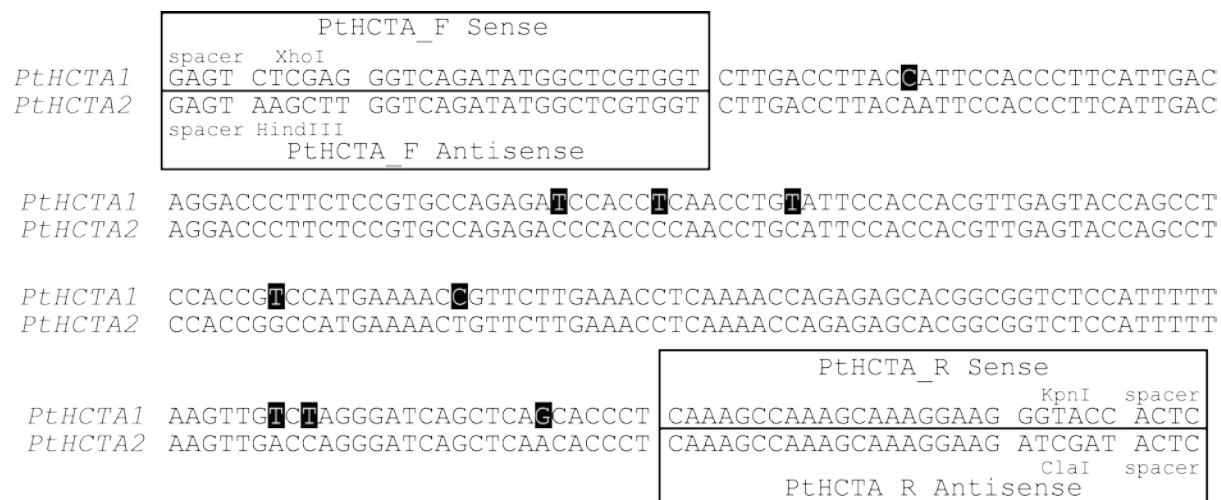 PtHCTA_F Sense
spacer XhoI
PtHCTA1 GAGT CTCGAG GGTCAGATATGGCTCGTGGT CTTGACCTTACCATTCCACCCTTCATTGAC
PtHCTA2 GAGT AAGCTT GGTCAGATATGGCTCGTGGT CTTGACCTTACAATTCCACCCTTCATTGAC
spacer HindIII
PtHCTA_F Antisense
PtHCTA1 AGGACCCTTCTCCGTGCCAGAGATCCACCTCAACCTGTATTCCACCACGTTGAGTACCAGCCT
PtHCTA2 AGGACCCTTCTCCGTGCCAGAGACCCACCCCAACCTGCATTCCACCACGTTGAGTACCAGCCT
PtHCTA1 CCACCGTCCATGAAAACCGTTCTTGAAACCTCAAAACCAGAGAGCACGGCGGTCTCCATTTTT
PtHCTA2 CCACCGGCCATGAAAACTGTTCTTGAAACCTCAAAACCAGAGAGCACGGCGGTCTCCATTTTT
PtHCTA_R Sense
KpnI spacer
PtHCTA1 AAGTTGTCTAGGGATCAGCTCAGCACCCT CAAAGCCAAAGCAAAGGAAG GGTACC ACTC
PtHCTA2 AAGTTGACCAGGGATCAGCTCAACACCCT CAAAGCCAAAGCAAAGGAAG ATCGAT ACTC
ClaI spacer
PtHCTA R Antisense